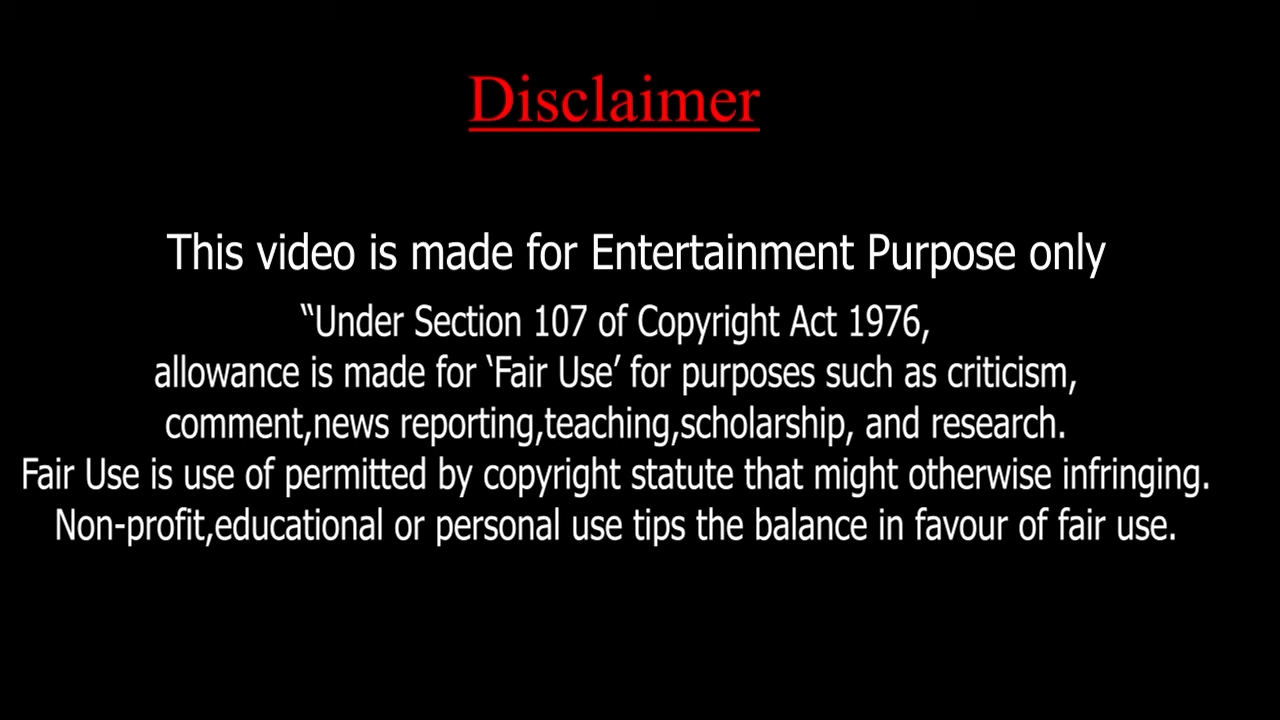 Disclaimer
This video is made for Entertainment Purpose only
“Under Section 107 of Copyright Act 1976,
allowance is made for ‘Fair Use’ for purposes such as criticism,
comment,news reporting,teaching,scholarship, and research.
Fair Use is use of permitted by copyright statute that might otherwise infringing.
Non-profit,educational or personal use tips the balance in favour of fair use.